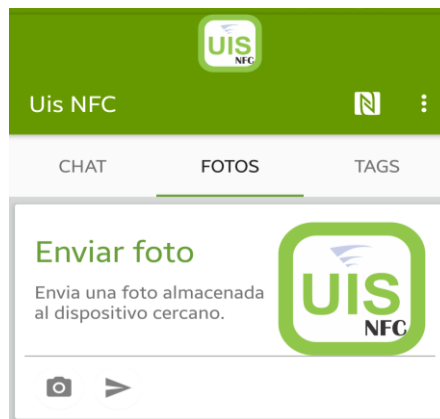 UIS
NFC
Uis NFC
CHAT FOTOS TAGS
Enviar foto
Envia una foto almacenada
al dispositivo cercano.
UIS
NFC